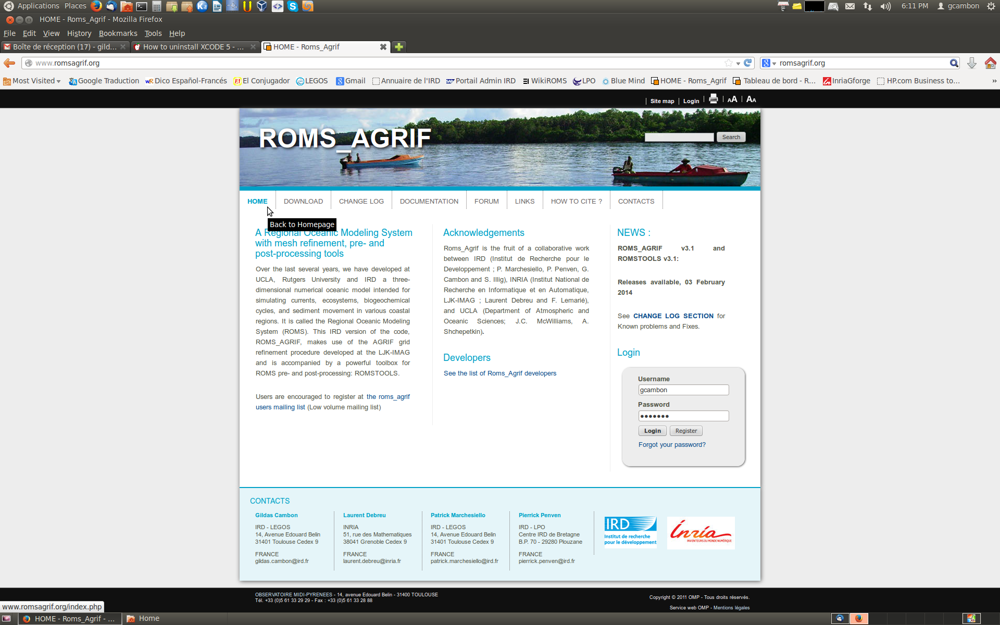 Applications Places 6:11 PM gcambon
HOME - Roms_Agrif - Mozilla Firefox
File Edit View History Bookmarks Tools Help
Boîte de réception (17) - gild... How to uninstall XCODE 5 - ... HOME - Roms_Agrif
www.romsagrif.org romsagrif.org
Most Visited Google Traduction Dico Español-Francés El Conjugador LEGOS Gmail Annuaire de l'IRD Portail Admin IRD WikiROMS LPO Blue Mind HOME - Roms_Agrif Tableau de bord - R... InriaGforge HP.com Business to... »
Site map Login AA AA
ROMS_AGRIF
Search
HOME DOWNLOAD CHANGE LOG DOCUMENTATION FORUM LINKS HOW TO CITE ? CONTACTS
Back to Homepage
A Regional Oceanic Modeling System
with mesh refinement, pre- and
post-processing tools
Over the last several years, we have developed at
UCLA, Rutgers University and IRD a three-
dimensional numerical oceanic model intended for
simulating currents, ecosystems, biogeochemical
cycles, and sediment movement in various coastal
regions. It is called the Regional Oceanic Modeling
System (ROMS). This IRD version of the code,
ROMS_AGRIF, makes use of the AGRIF grid
refinement procedure developed at the LJK-IMAG
and is accompanied by a powerful toolbox for
ROMS pre- and post-processing: ROMSTOOLS.
Users are encouraged to register at the roms_agrif
users mailing list (Low volume mailing list)
Acknowledgements
Roms_Agrif is the fruit of a collaborative work
between IRD (Institut de Recherche pour le
Developpement ; P. Marchesiello, P. Penven, G.
Cambon and S. Illig), INRIA (Institut National de
Recherche en Informatique et en Automatique,
LJK-IMAG ; Laurent Debreu and F. Lemarié),
and UCLA (Department of Atmospheric and
Oceanic Sciences; J.C. McWilliams, A.
Shchepetkin).
Developers
See the list of Roms_Agrif developers
NEWS :
ROMS_AGRIF v3.1 and
ROMSTOOLS v3.1:
Releases available, 03 February
2014
See CHANGE LOG SECTION for
Known problems and Fixes.
Login
Username
gcambon
Password
●●●●●●●
Login Register
Forgot your password?
CONTACTS
Gildas Cambon
IRD - LEGOS
14, Avenue Edouard Belin
31401 Toulouse Cedex 9
FRANCE
gildas.cambon@ird.fr
Laurent Debreu
INRIA
51, rue des Mathematiques
38041 Grenoble Cedex 9
FRANCE
laurent.debreu@inria.fr
Patrick Marchesiello
IRD - LEGOS
14, Avenue Edouard Belin
31401 Toulouse Cedex 9
FRANCE
patrick.marchesiello@ird.fr
Pierrick Penven
IRD - LPO
Centre IRD de Bretagne
B.P. 70 - 29280 Plouzane
FRANCE
pierrick.penven@ird.fr
IRD
Institut de recherche
pour le développement
inria
INVENTEURS DU MONDE NUMÉRIQUE
OBSERVATOIRE MIDI-PYRENEES - 14, avenue Edouard Belin - 31400 TOULOUSE
Tél. +33 (0)5 61 33 29 29 - Fax : +33 (0)5 61 33 28 88
Copyright © 2011 OMP - Tous droits réservés.
Service web OMP - Mentions légales
www.romsagrif.org/index.php
HOME - Roms_Agrif - ... Home